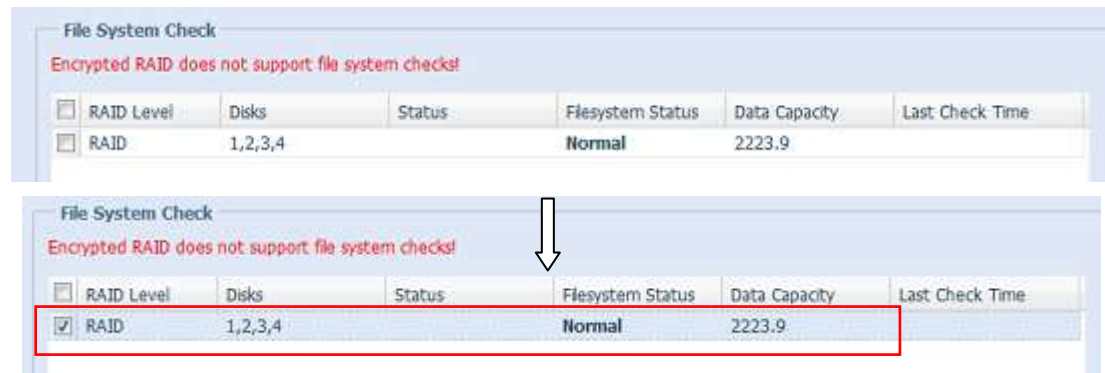 File System Check
Encrypted RAID does not support file system checks!
RAID Level Disks Status Filesystem Status Data Capacity Last Check Time
RAID 1,2,3,4 Normal 2223.9
File System Check
Encrypted RAID does not support file system checks!
RAID Level Disks Status Filesystem Status Data Capacity Last Check Time
RAID 1,2,3,4 Normal 2223.9